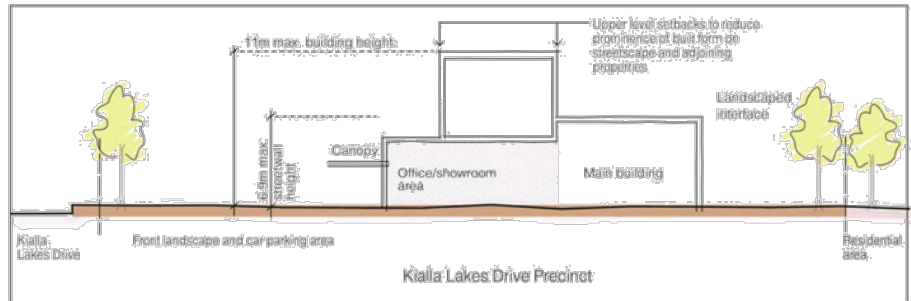 11m max. building height.
Upper level setbacks to reduce
prominence of built form on
streetscape and adjoining
properties
Landscaped
interface
6-9m max.
streetwall
height
Canopy
Office/showroom
area
Main building
Kialla
Lakes Drive
Front landscape and car parking area
Residential
area
Kialla Lakes Drive Precinct